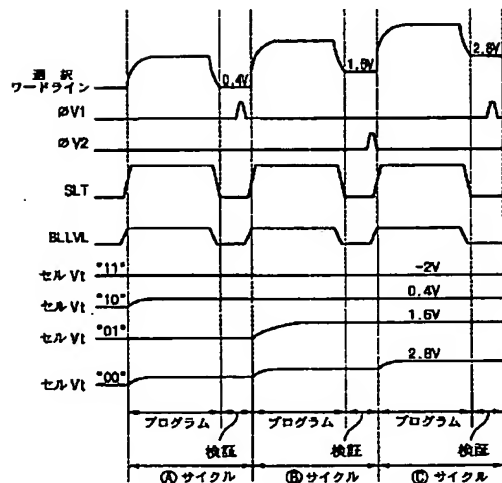 選択
ワードライン
0.4V
1.6V
2.8V
ØV1
ØV2
SLT
BLLVL
セルVt "11"
-2V
セルVt "10"
0.4V
セルVt "01"
1.6V
セルVt "00"
2.8V
プログラム
プログラム
プログラム
検証
検証
検証
Ⓐサイクル
Ⓑサイクル
Ⓒサイクル